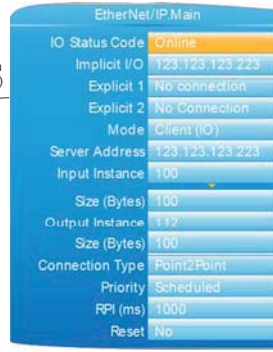 EtherNet/IP.Main
IO Status Code Online
Implicit I/O 123.123.123.223
Explicit 1 No connection
Explicit 2 No Connection
Mode Client (IO)
Server Address 123.123.123.223
Input Instance 100
Size (Bytes) 100
Output Instance 112
Size (Bytes) 100
Connection Type Point2Point
Priority Scheduled
RPI (ms) 1000
Reset No